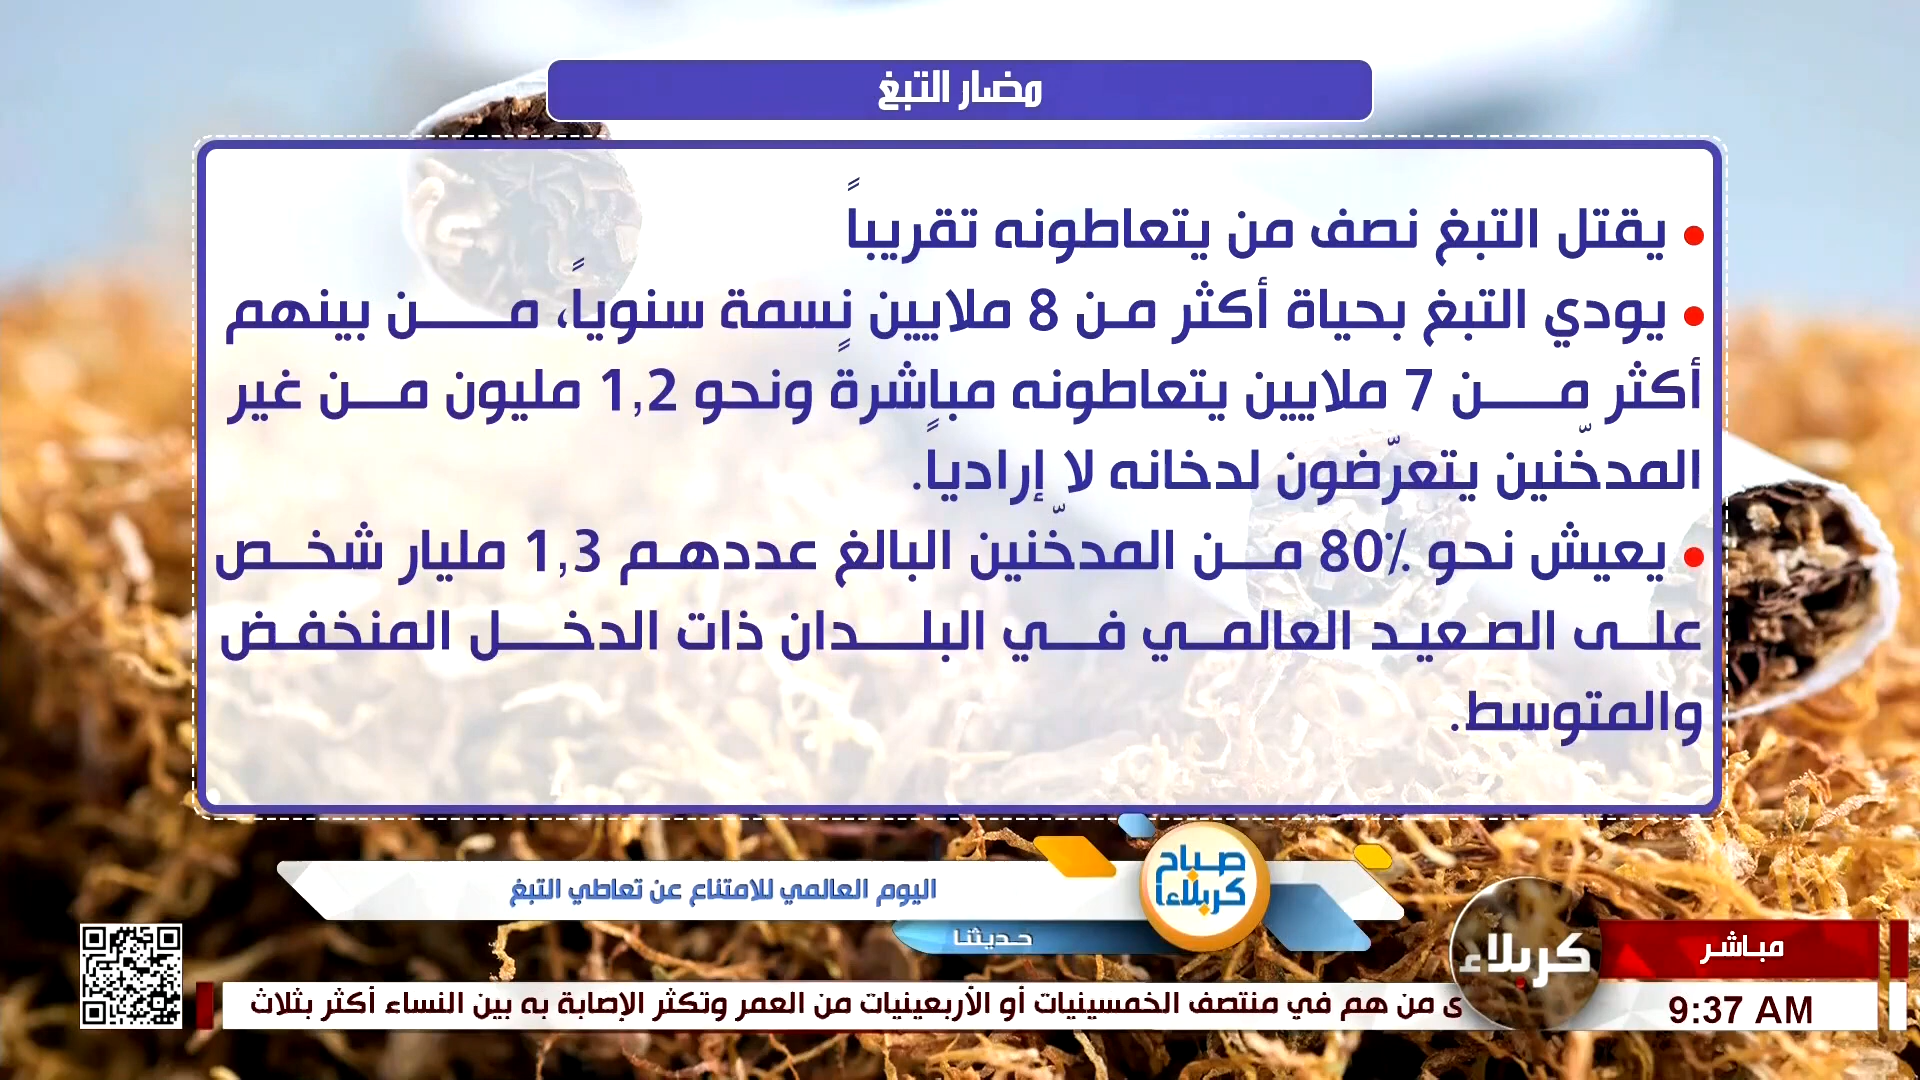 مضار التبغ
• يقتل التبغ نصف من يتعاطونه تقريباً
• يودي التبغ بحياة أكثر من 8 ملايين نسمة سنوياً، من بينهم
أكثر من 7 ملايين يتعاطونه مباشرةً ونحو 1,2 مليون من غير
المدخّنين يتعرّضون لدخانه لا إرادياً.
• يعيش نحو 80٪ من المدخّنين البالغ عددهم 1,3 مليار شخص
على الصعيد العالمي في البلدان ذات الدخل المنخفض
والمتوسط.
صباح
كربلاء
اليوم العالمي للامتناع عن تعاطي التبغ
حديثنا
مباشر
كربلاء
9:37 AM
ى من هم في منتصف الخمسينيات أو الأربعينيات من العمر وتكثر الإصابة به بين النساء أكثر بثلاث